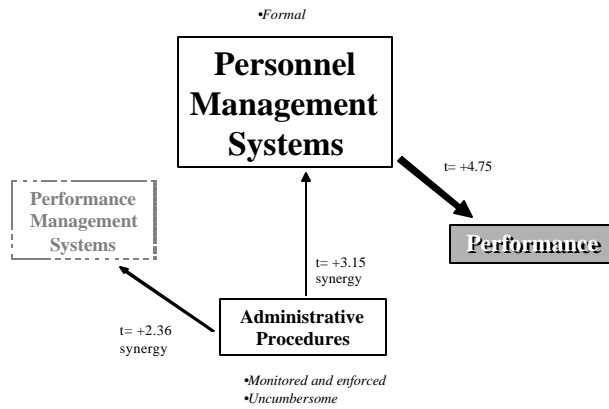 •Formal
Personnel
Management
Systems
t= +4.75
Performance
Management
Systems
Performance
t= +3.15
synergy
Administrative
Procedures
t= +2.36
synergy
•Monitored and enforced
•Uncumbersome